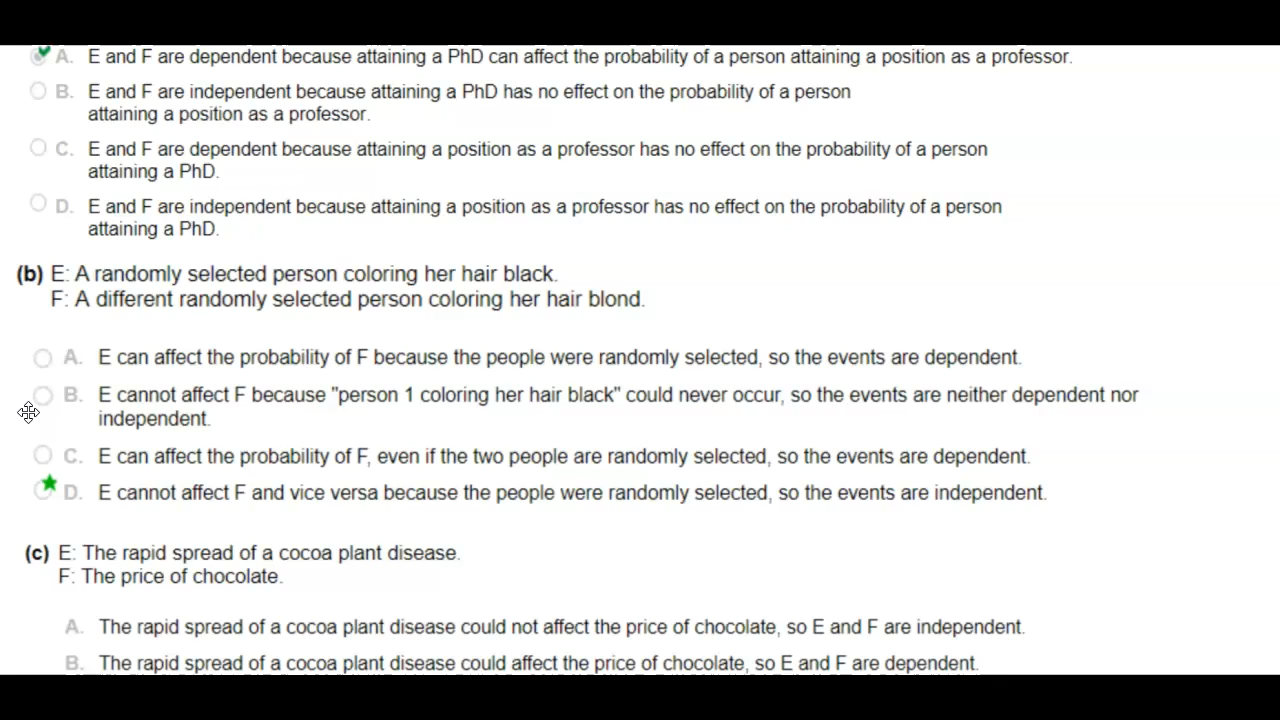 A. E and F are dependent because attaining a PhD can affect the probability of a person attaining a position as a professor.
B. E and F are independent because attaining a PhD has no effect on the probability of a person
attaining a position as a professor.
C. E and F are dependent because attaining a position as a professor has no effect on the probability of a person
attaining a PhD.
D. E and F are independent because attaining a position as a professor has no effect on the probability of a person
attaining a PhD.
(b) E: A randomly selected person coloring her hair black.
F: A different randomly selected person coloring her hair blond.
A. E can affect the probability of F because the people were randomly selected, so the events are dependent.
B. E cannot affect F because "person 1 coloring her hair black" could never occur, so the events are neither dependent nor
independent.
C. E can affect the probability of F, even if the two people are randomly selected, so the events are dependent.
D. E cannot affect F and vice versa because the people were randomly selected, so the events are independent.
(c) E: The rapid spread of a cocoa plant disease.
F: The price of chocolate.
A. The rapid spread of a cocoa plant disease could not affect the price of chocolate, so E and F are independent.
B. The rapid spread of a cocoa plant disease could affect the price of chocolate, so E and F are dependent.